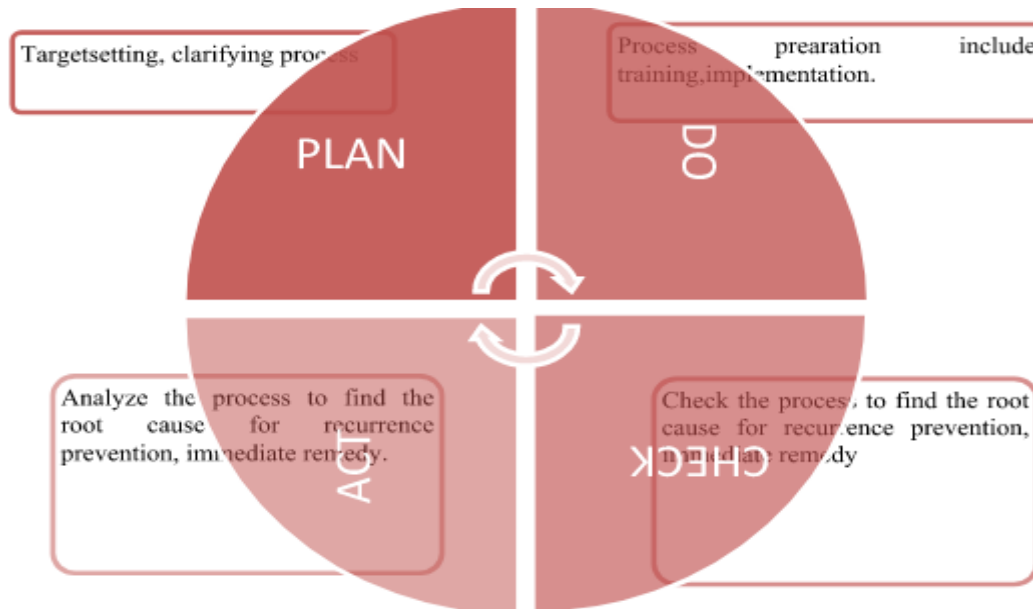 Targetsetting, clarifying process
PLAN
Process prearation include
training,implementation.
DO
Analyze the process to find the
root cause for recurrence
prevention, immediate remedy.
ACT
Check the process to find the root
cause for recurrence prevention,
immediate remedy
CHECK